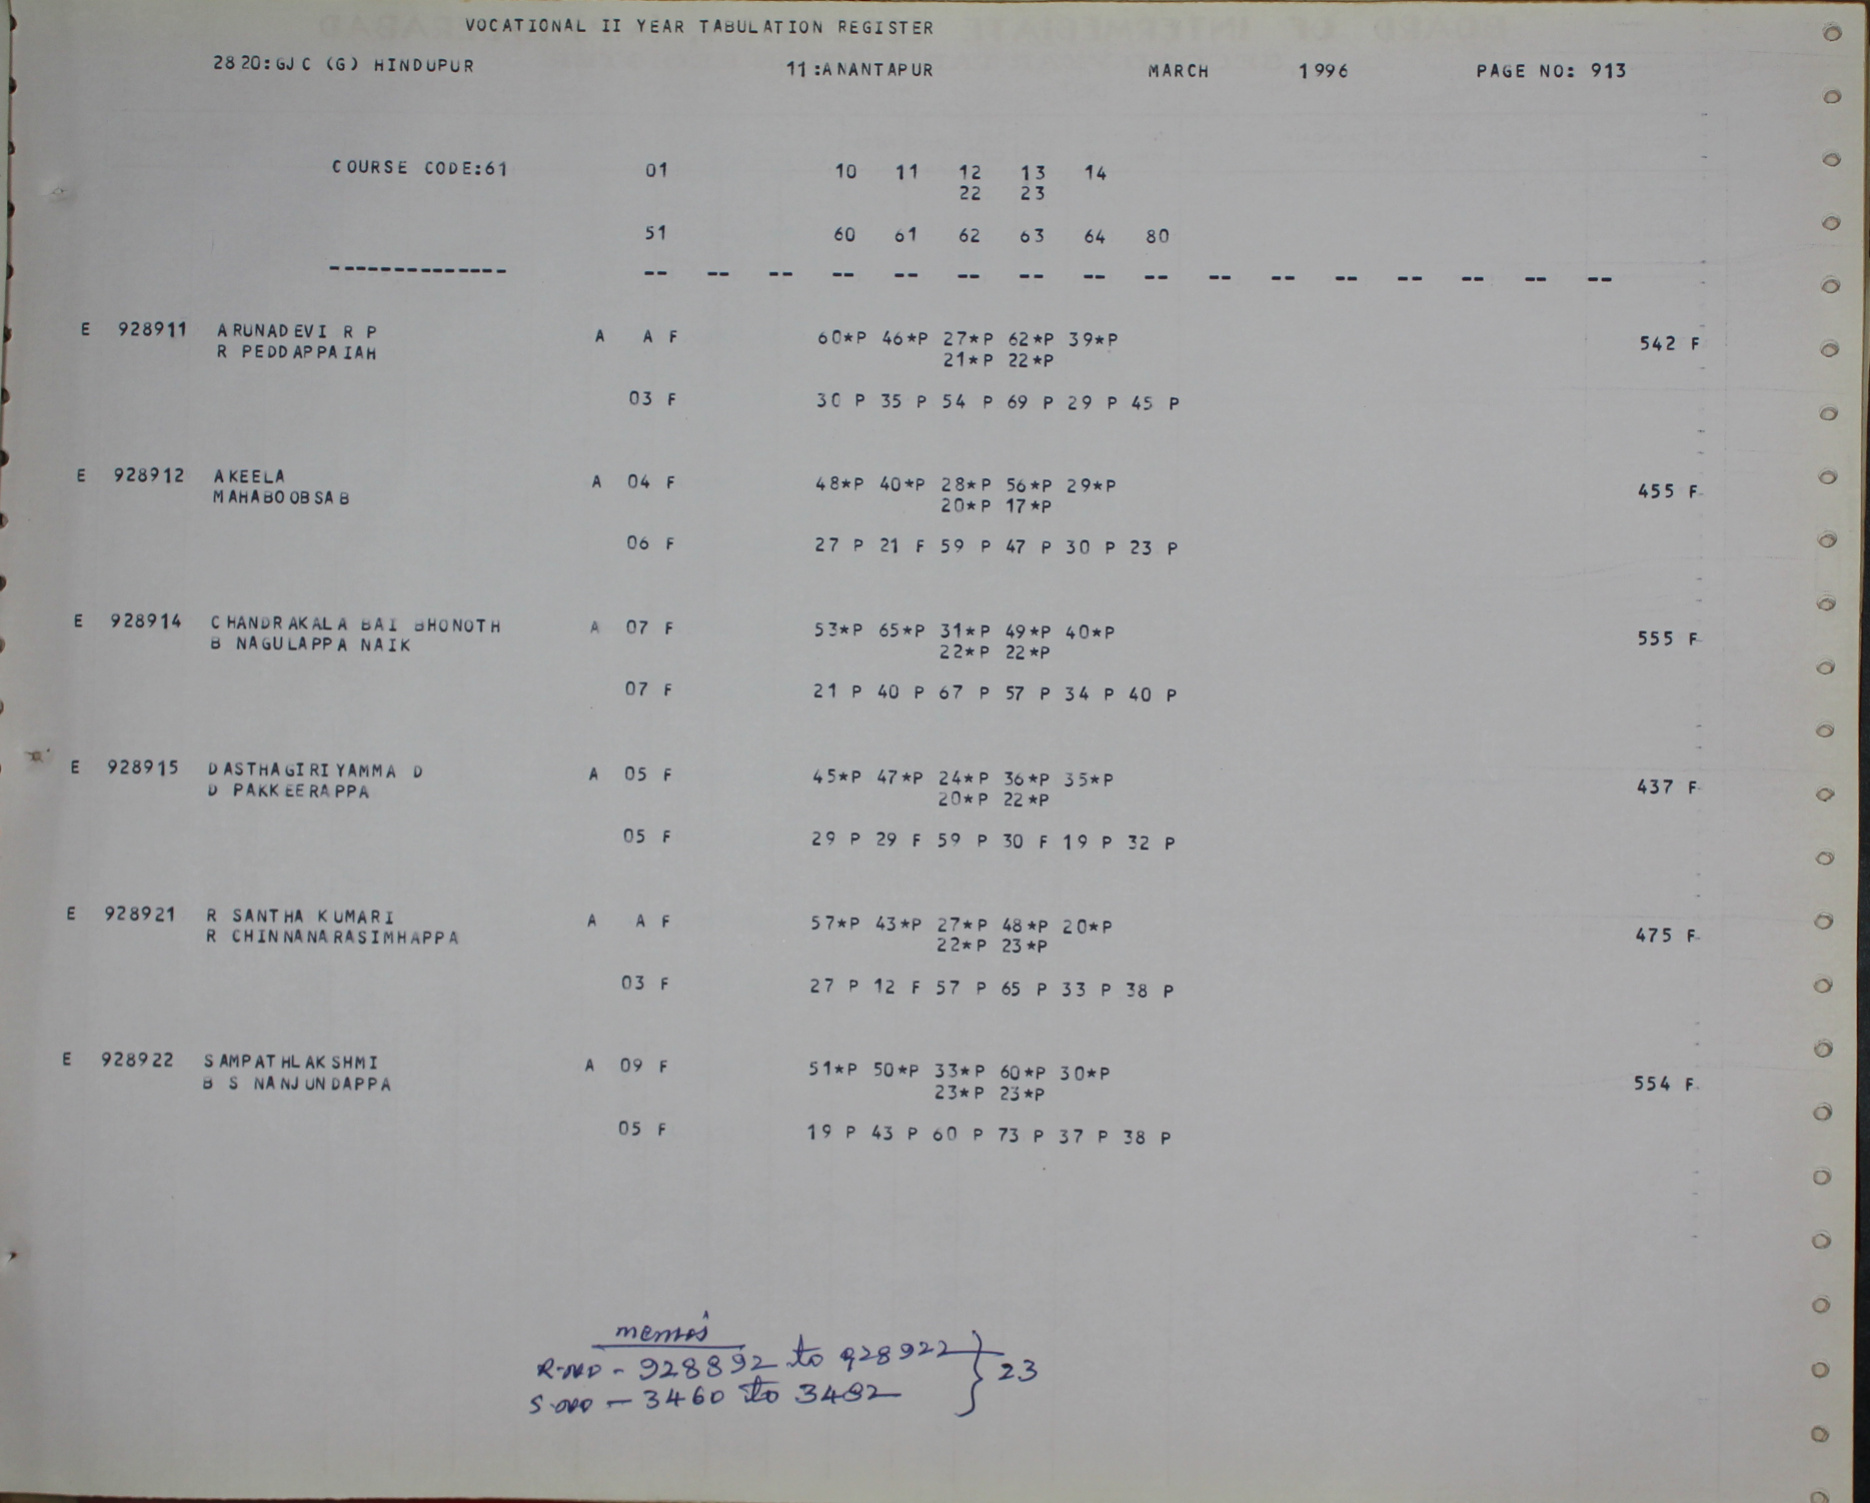 VOCATIONAL II YEAR TABULATION REGISTER
2820:GJC (G) HINDUPUR 11:ANANTAPUR MARCH 1996 PAGE NO: 913
COURSE CODE:61 01 10 11 12 13 14
22 23
51 60 61 62 63 64 80
-------------- -- -- -- -- -- -- -- -- -- -- -- -- -- -- -- --
E 928911 ARUNADEVI R P A A F 60*P 46*P 27*P 62*P 39*P
R PEDDAPPAIAH 21*P 22*P 542 F
03 F 30 P 35 P 54 P 69 P 29 P 45 P
E 928912 AKEELA A 04 F 48*P 40*P 28*P 56*P 29*P
MAHABOOBSAB 20*P 17*P 455 F
06 F 27 P 21 F 59 P 47 P 30 P 23 P
E 928914 CHANDRAKALA BAI BHONOTH A 07 F 53*P 65*P 31*P 49*P 40*P
B NAGULAPPA NAIK 22*P 22*P 555 F
07 F 21 P 40 P 67 P 57 P 34 P 40 P
E 928915 DASTHAGIRIYAMMA D A 05 F 45*P 47*P 24*P 36*P 35*P
D PAKKEERAPPA 20*P 22*P 437 F
05 F 29 P 29 F 59 P 30 F 19 P 32 P
E 928921 R SANTHA KUMARI A A F 57*P 43*P 27*P 48*P 20*P
R CHINNANARASIMHAPPA 22*P 23*P 475 F
03 F 27 P 12 F 57 P 65 P 33 P 38 P
E 928922 SAMPATHLAKSHMI A 09 F 51*P 50*P 33*P 60*P 30*P
B S NANJUNDAPPA 23*P 23*P 554 F
05 F 19 P 43 P 60 P 73 P 37 P 38 P
memos
R.no - 928892 to 928922 } 23
S.no - 3460 to 3482